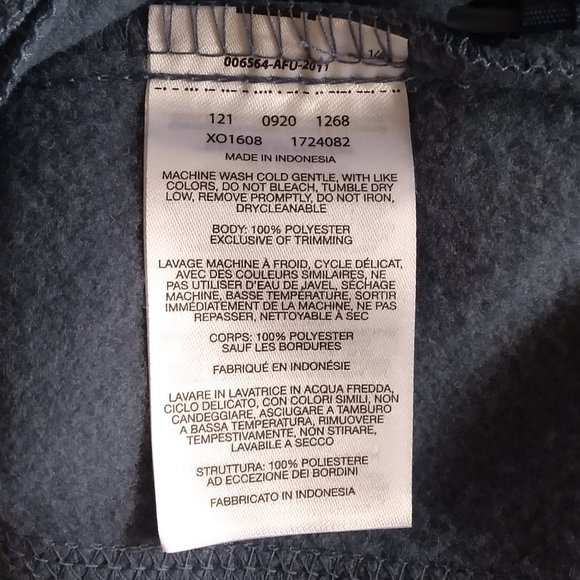 006564-AFU-2011
121 0920 1268
XO1608 1724082
MADE IN INDONESIA
MACHINE WASH COLD GENTLE, WITH LIKE
COLORS, DO NOT BLEACH, TUMBLE DRY
LOW, REMOVE PROMPTLY, DO NOT IRON,
DRYCLEANABLE
BODY: 100% POLYESTER
EXCLUSIVE OF TRIMMING
LAVAGE MACHINE À FROID, CYCLE DÉLICAT,
AVEC DES COULEURS SIMILAIRES, NE
PAS UTILISER D'EAU DE JAVEL, SÉCHAGE
MACHINE, BASSE TEMPÉRATURE, SORTIR
IMMÉDIATEMENT DE LA MACHINE, NE PAS
REPASSER, NETTOYABLE À SEC
CORPS: 100% POLYESTER
SAUF LES BORDURES
FABRIQUÉ EN INDONÉSIE
LAVARE IN LAVATRICE IN ACQUA FREDDA,
CICLO DELICATO, CON COLORI SIMILI, NON
CANDEGGIARE, ASCIUGARE A TAMBURO
A BASSA TEMPERATURA, RIMUOVERE
TEMPESTIVAMENTE, NON STIRARE,
LAVABILE A SECCO
STRUTTURA: 100% POLIESTERE
AD ECCEZIONE DEI BORDINI
FABBRICATO IN INDONESIA